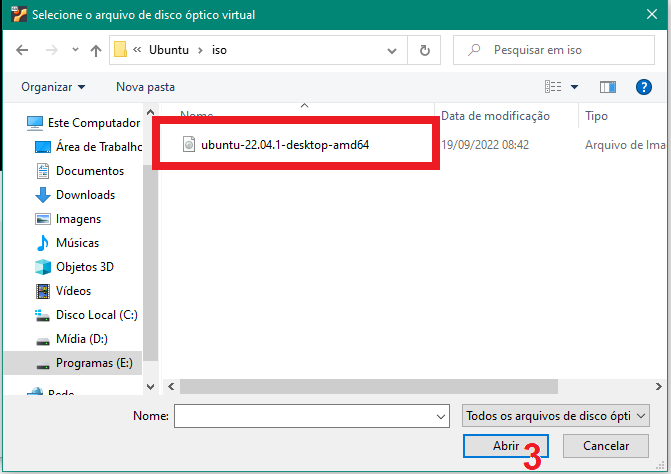 Selecione o arquivo de disco óptico virtual
Ubuntu iso
Pesquisar em iso
Organizar Nova pasta
Nome Data de modificação Tipo
Este Computador
ubuntu-22.04.1-desktop-amd64 19/09/2022 08:42 Arquivo de Ima
Área de Trabalho
Documentos
Downloads
Imagens
Músicas
Objetos 3D
Vídeos
Disco Local (C:)
Mídia (D:)
Programas (E:)
Rede
Nome: Todos os arquivos de disco ópti
Abrir 3 Cancelar